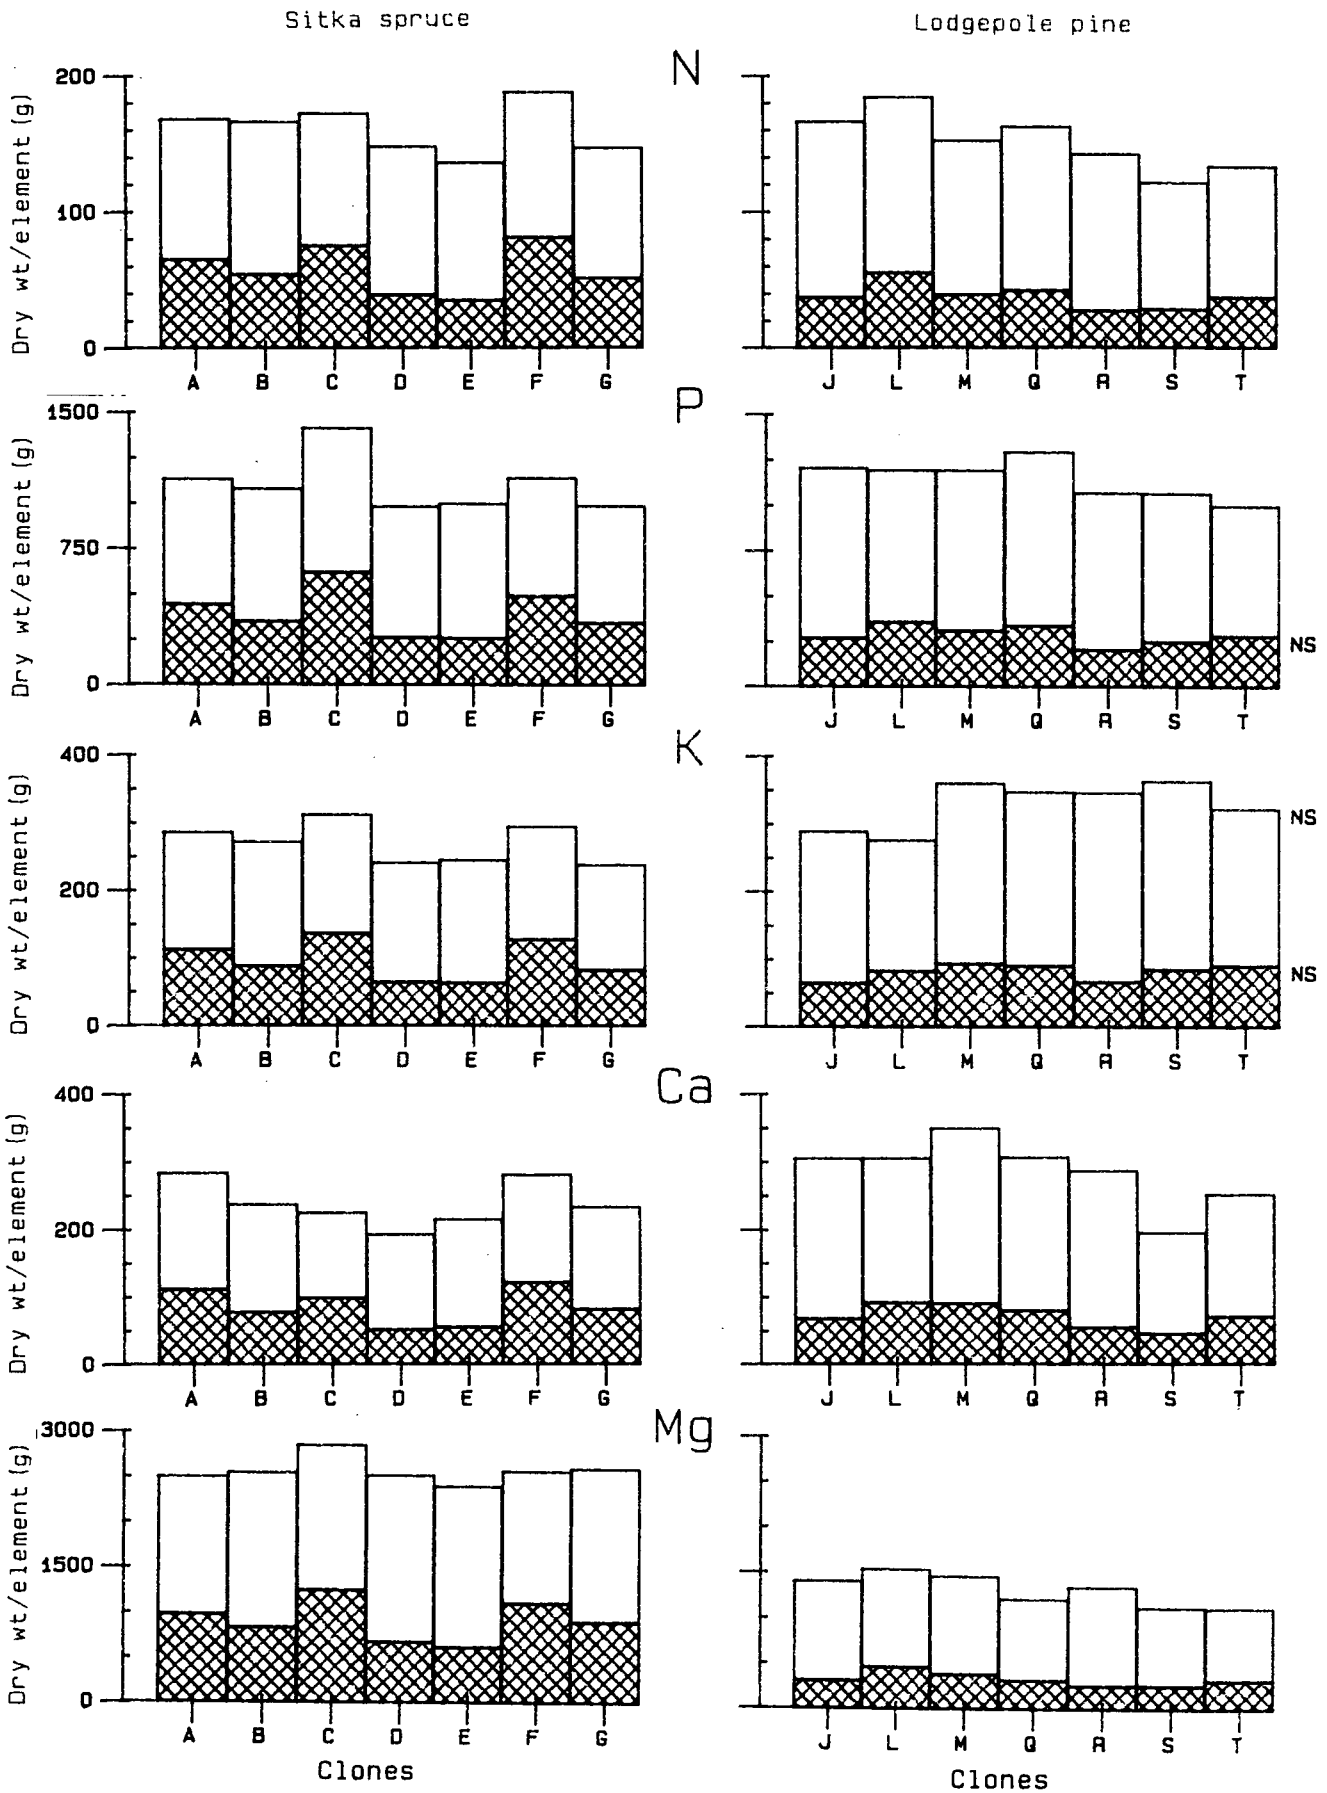 Sitka spruce
Lodgepole pine
N
Dry wt/element (g)
200
100
0
A B C D E F G
J L M Q R S T
P
Dry wt/element (g)
1500
750
0
NS
A B C D E F G
J L M Q R S T
K
Dry wt/element (g)
400
200
0
NS
NS
A B C D E F G
J L M Q R S T
Ca
Dry wt/element (g)
400
200
0
A B C D E F G
J L M Q R S T
Mg
Dry wt/element (g)
3000
1500
0
A B C D E F G
J L M Q R S T
Clones
Clones